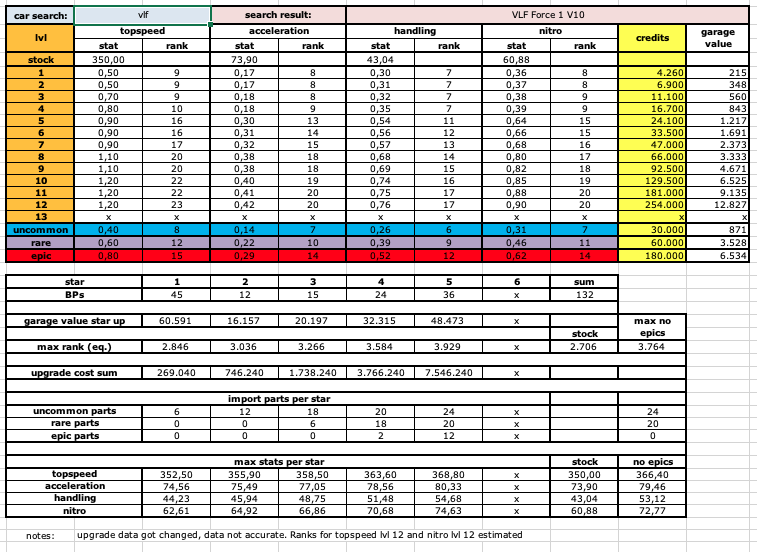 car search: vlf search result: VLF Force 1 V10
lvl topspeed acceleration handling nitro credits garage value
stat rank stat rank stat rank stat rank
stock 350,00 73,90 43,04 60,88
1 0,50 9 0,17 8 0,30 7 0,36 8 4.260 215
2 0,50 9 0,17 8 0,31 7 0,37 8 6.900 348
3 0,70 9 0,18 8 0,32 7 0,38 9 11.100 560
4 0,80 10 0,18 9 0,35 7 0,39 9 16.700 843
5 0,90 16 0,30 13 0,54 11 0,64 15 24.100 1.217
6 0,90 16 0,31 14 0,56 12 0,66 15 33.500 1.691
7 0,90 17 0,32 15 0,57 13 0,68 16 47.000 2.373
8 1,10 20 0,38 18 0,68 14 0,80 17 66.000 3.333
9 1,10 20 0,38 18 0,69 15 0,82 18 92.500 4.671
10 1,20 22 0,40 19 0,74 16 0,85 19 129.500 6.525
11 1,20 22 0,41 20 0,75 17 0,88 20 181.000 9.135
12 1,20 23 0,42 20 0,76 17 0,90 20 254.000 12.827
13 x x x x x x x x x x
uncommon 0,40 8 0,14 7 0,26 6 0,31 7 30.000 871
rare 0,60 12 0,22 10 0,39 9 0,46 11 60.000 3.528
epic 0,80 15 0,29 14 0,52 12 0,62 14 180.000 6.534
star 1 2 3 4 5 6 sum
BPs 45 12 15 24 36 x 132
garage value star up 60.591 16.157 20.197 32.315 48.473 x max no epics
stock
max rank (eq.) 2.846 3.036 3.266 3.584 3.929 x 2.706 3.764
upgrade cost sum 269.040 746.240 1.738.240 3.766.240 7.546.240 x
import parts per star
uncommon parts 6 12 18 20 24 x 24
rare parts 0 0 6 18 20 x 20
epic parts 0 0 0 2 12 x 0
max stats per star stock no epics
topspeed 352,50 355,90 358,50 363,60 368,80 x 350,00 366,40
acceleration 74,56 75,49 77,05 78,56 80,33 x 73,90 79,46
handling 44,23 45,94 48,75 51,48 54,68 x 43,04 53,12
nitro 62,61 64,92 66,86 70,68 74,63 x 60,88 72,77
notes: upgrade data got changed, data not accurate. Ranks for topspeed lvl 12 and nitro lvl 12 estimated